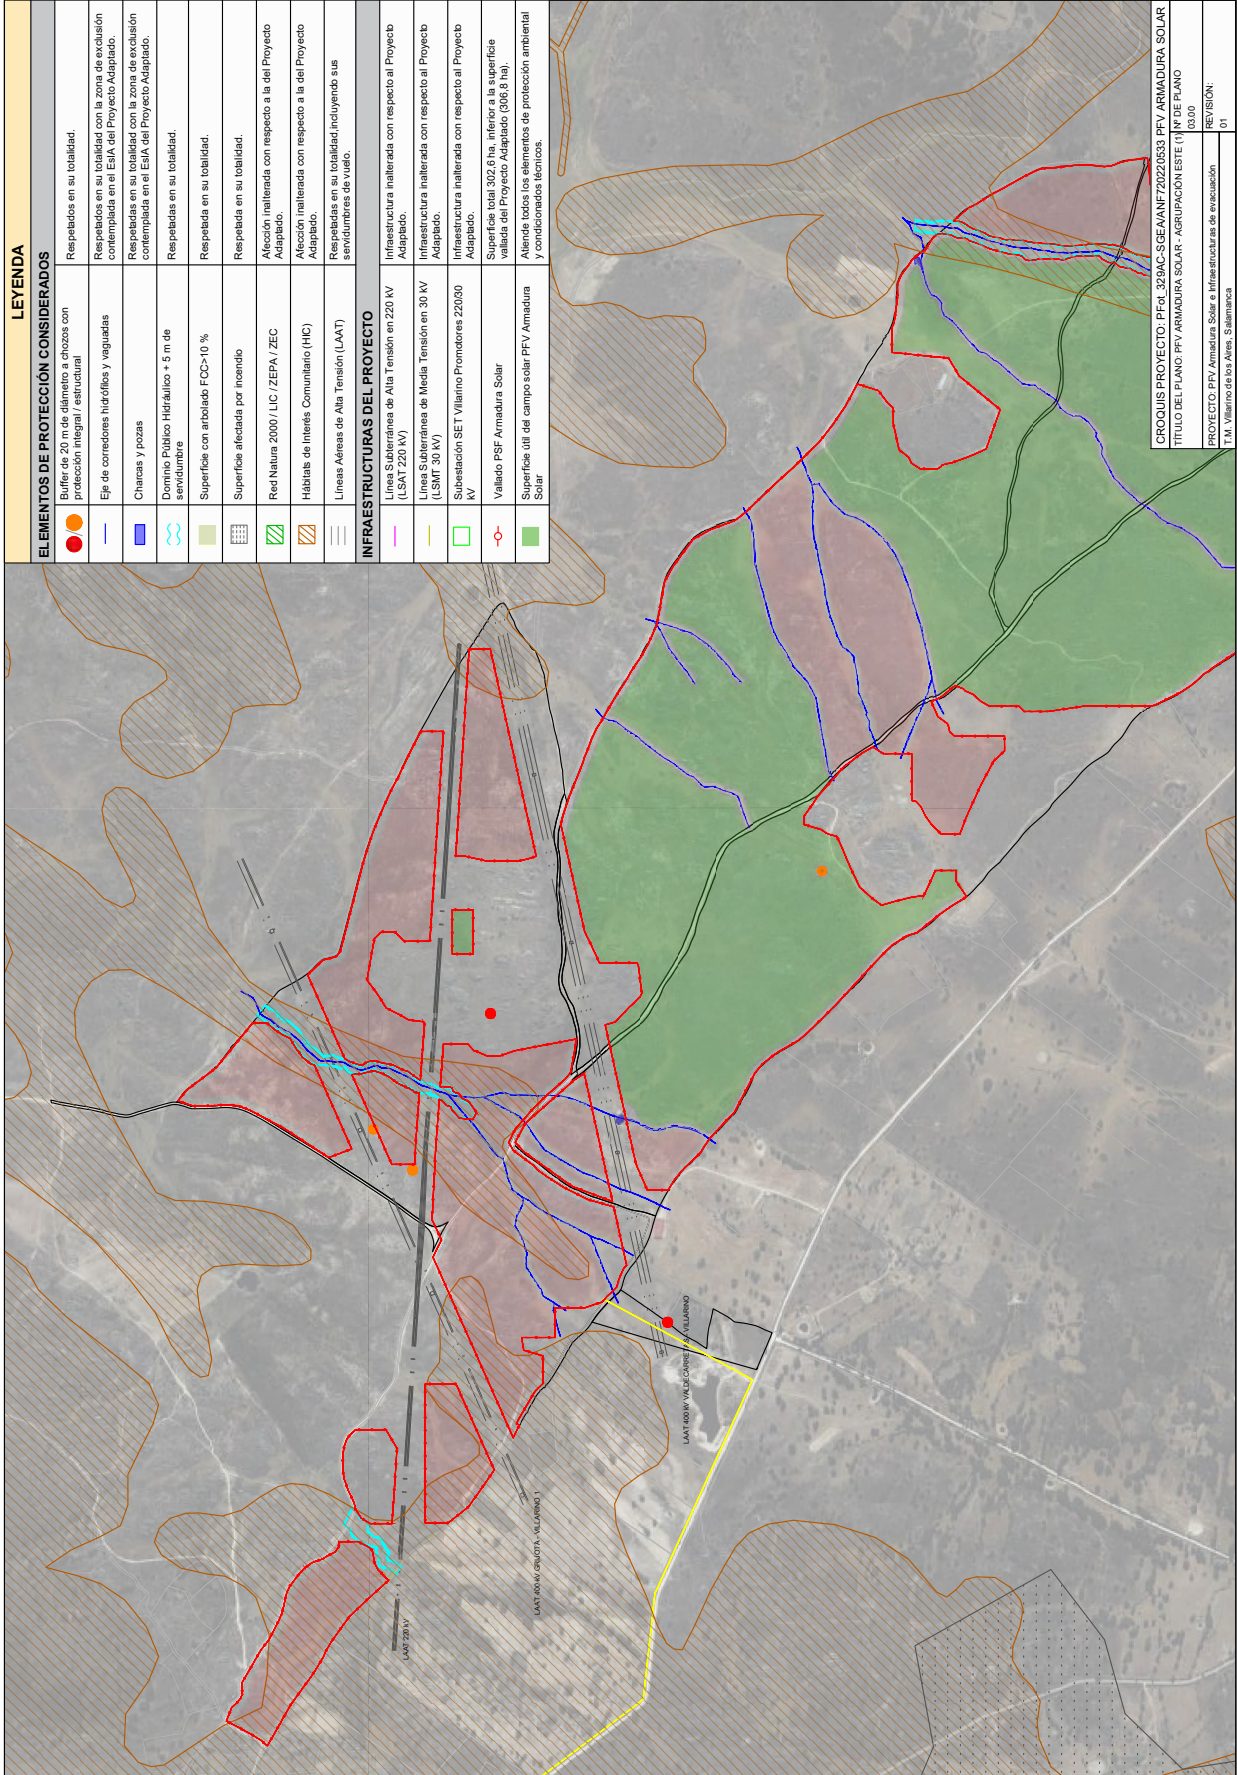 LEYENDA
ELEMENTOS DE PROTECCIÓN CONSIDERADOS
Buffer de 20 m de diámetro a chozos con
protección integral / estructural
Respetados en su totalidad.
Eje de corredores hidrófilos y vaguadas
Respetados en su totalidad con la zona de exclusión
contemplada en el EsIA del Proyecto Adaptado.
Charcas y pozas
Respetadas en su totalidad con la zona de exclusión
contemplada en el EsIA del Proyecto Adaptado.
Dominio Público Hidráulico + 5 m de
servidumbre
Respetadas en su totalidad.
Superficie con arbolado FCC>10 %
Respetada en su totalidad.
Superficie afectada por incendio
Respetada en su totalidad.
Red Natura 2000 / LIC / ZEPA / ZEC
Afección inalterada con respecto a la del Proyecto
Adaptado.
Hábitats de Interés Comunitario (HIC)
Afección inalterada con respecto a la del Proyecto
Adaptado.
Líneas Aéreas de Alta Tensión (LAAT)
Respetadas en su totalidad,incluyendo sus
servidumbres de vuelo.
INFRAESTRUCTURAS DEL PROYECTO
Línea Subterránea de Alta Tensión en 220 kV
(LSAT 220 kV)
Infraestructura inalterada con respecto al Proyecto
Adaptado.
Línea Subterránea de Media Tensión en 30 kV
(LSMT 30 kV)
Infraestructura inalterada con respecto al Proyecto
Adaptado.
Subestación SET Villarino Promotdores 220/30
kV
Infraestructura inalterada con respecto al Proyecto
Adaptado.
Vallado PSF Armadura Solar
Superficie total 302,6 ha, inferior a la superficie
vallada del Proyecto Adaptado (306,8 ha).
Superficie útil del campo solar PFV Armadura
Solar
Atiende todos los elementos de protección ambiental
y condicionados técnicos.
LAAT 220 kV
LAAT 400 kV GRIJOTA - VILLARINO 1
VILLARINO
CROQUIS PROYECTO: PFot_329AC-SGEA/ANF/20220533 PFV ARMADURA SOLAR
TÍTULO DEL PLANO: PFV ARMADURA SOLAR - AGRUPACIÓN ESTE (1)
Nº DE PLANO
03.00
PROYECTO: PFV Armadura Solar e Infraestructuras de evacuación
T.M. Villarino de los Aires, Salamanca
REVISIÓN:
01